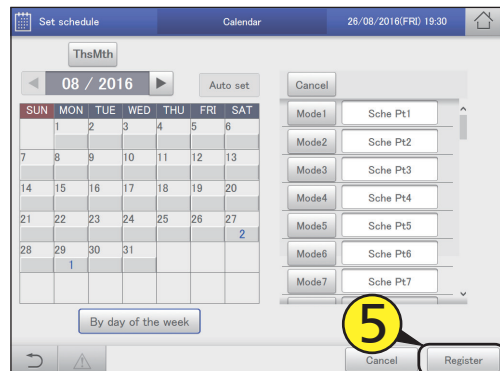 Set schedule Calendar 26/08/2016(FRI) 19:30
ThsMth
08 / 2016 Auto set Cancel
SUN MON TUE WED THU FRI SAT
1 2 3 4 5 6
7 8 9 10 11 12 13
14 15 16 17 18 19 20
21 22 23 24 25 26 27
2
28 29 30 31
1
By day of the week
Mode1 Sche Pt1
Mode2 Sche Pt2
Mode3 Sche Pt3
Mode4 Sche Pt4
Mode5 Sche Pt5
Mode6 Sche Pt6
Mode7 Sche Pt7
5
Cancel Register